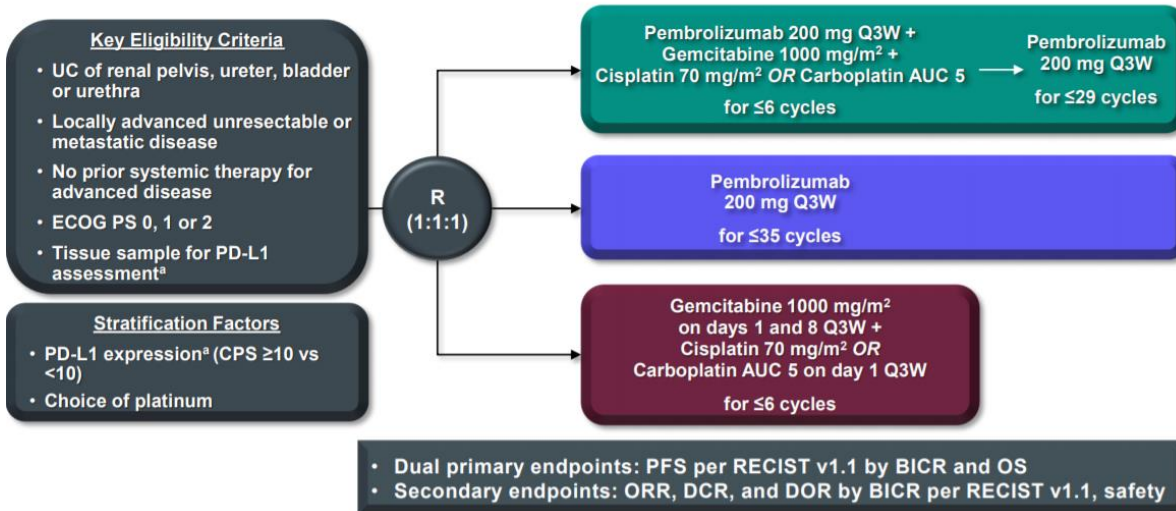 Key Eligibility Criteria
• UC of renal pelvis, ureter, bladder
or urethra
• Locally advanced unresectable or
metastatic disease
• No prior systemic therapy for
advanced disease
• ECOG PS 0, 1 or 2
• Tissue sample for PD-L1
assessmentᵃ
Stratification Factors
• PD-L1 expressionᵃ (CPS ≥10 vs
<10)
• Choice of platinum
R
(1:1:1)
Pembrolizumab 200 mg Q3W +
Gemcitabine 1000 mg/m² +
Cisplatin 70 mg/m² OR Carboplatin AUC 5
for ≤6 cycles
Pembrolizumab
200 mg Q3W
for ≤29 cycles
Pembrolizumab
200 mg Q3W
for ≤35 cycles
Gemcitabine 1000 mg/m²
on days 1 and 8 Q3W +
Cisplatin 70 mg/m² OR
Carboplatin AUC 5 on day 1 Q3W
for ≤6 cycles
• Dual primary endpoints: PFS per RECIST v1.1 by BICR and OS
• Secondary endpoints: ORR, DCR, and DOR by BICR per RECIST v1.1, safety